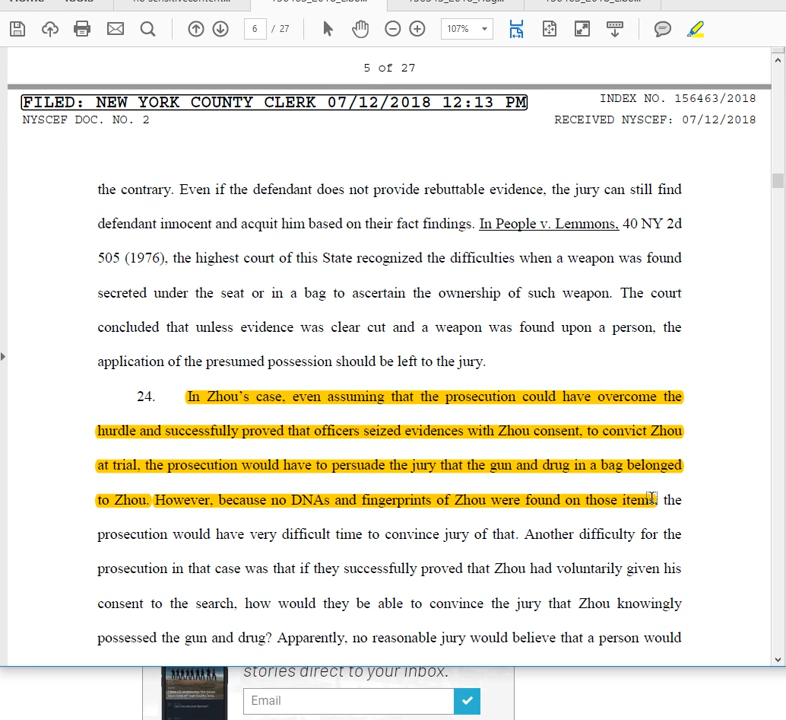 6 / 27
107%
5 of 27
FILED: NEW YORK COUNTY CLERK 07/12/2018 12:13 PM
INDEX NO. 156463/2018
NYSCEF DOC. NO. 2
RECEIVED NYSCEF: 07/12/2018
the contrary. Even if the defendant does not provide rebuttable evidence, the jury can still find
defendant innocent and acquit him based on their fact findings. In People v. Lemmons, 40 NY 2d
505 (1976), the highest court of this State recognized the difficulties when a weapon was found
secreted under the seat or in a bag to ascertain the ownership of such weapon. The court
concluded that unless evidence was clear cut and a weapon was found upon a person, the
application of the presumed possession should be left to the jury.
24. In Zhou's case, even assuming that the prosecution could have overcome the
hurdle and successfully proved that officers seized evidences with Zhou consent, to convict Zhou
at trial, the prosecution would have to persuade the jury that the gun and drug in a bag belonged
to Zhou. However, because no DNAs and fingerprints of Zhou were found on those items, the
prosecution would have very difficult time to convince jury of that. Another difficulty for the
prosecution in that case was that if they successfully proved that Zhou had voluntarily given his
consent to the search, how would they be able to convince the jury that Zhou knowingly
possessed the gun and drug? Apparently, no reasonable jury would believe that a person would
stories direct to your inbox.
Email